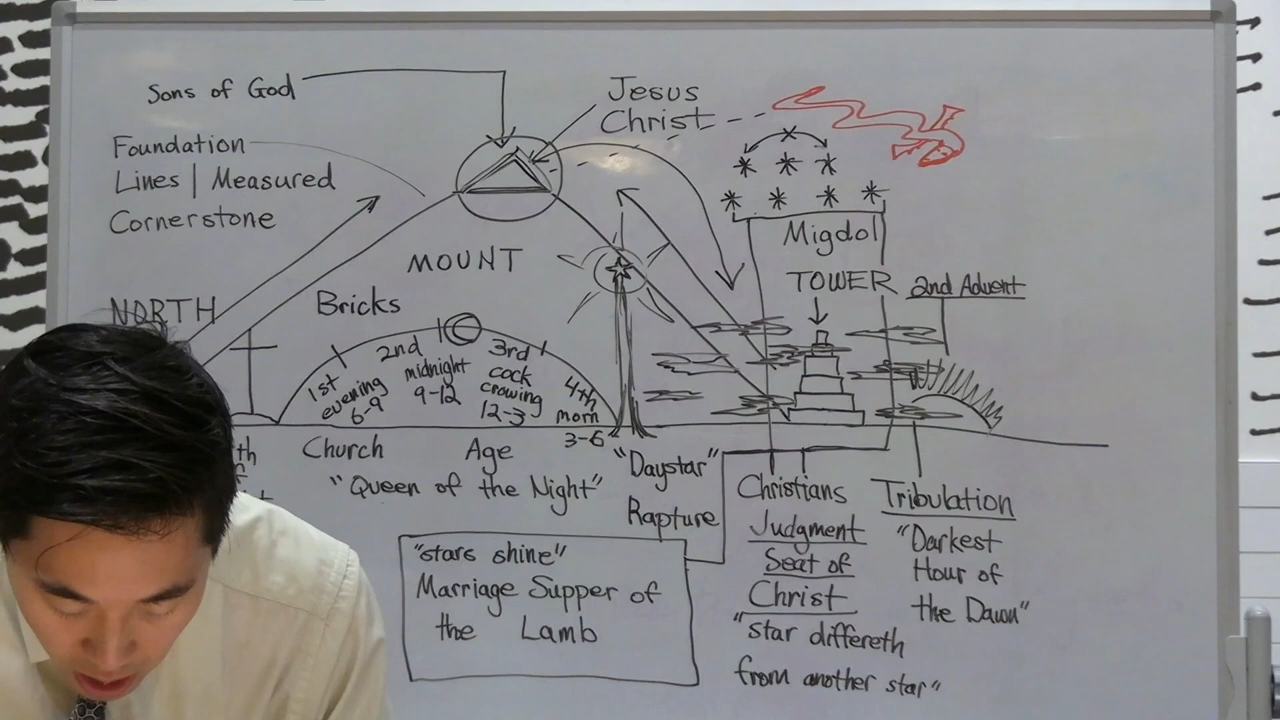 Sons of God
Jesus
Christ
Foundation
Lines | Measured
Cornerstone
Migdol
MOUNT
TOWER
2nd Advent
NORTH
Bricks
1st
evening
6-9
2nd
midnight
9-12
3rd
cock
crowing
12-3
4th
morn
3-6
Church Age
"Queen of the Night"
"Daystar"
Rapture
Christians
Judgment
Seat of
Christ
"star differeth
from another star"
Tribulation
"Darkest
Hour of
the Dawn"
"stars shine"
Marriage Supper of
the Lamb